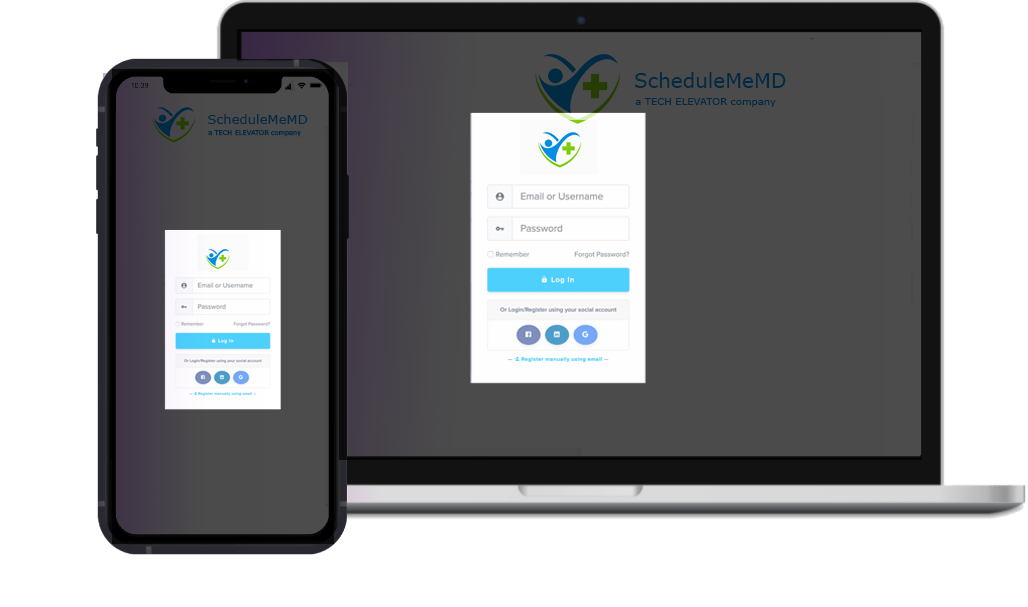 10:39
ScheduleMeMD
a TECH ELEVATOR company
Email or Username
Password
Remember Forgot Password?
Log In
Or Login/Register using your social account
G
— Register manually using email —
ScheduleMeMD
a TECH ELEVATOR company
Email or Username
Password
Remember Forgot Password?
Log In
Or Login/Register using your social account
G
— Register manually using email —